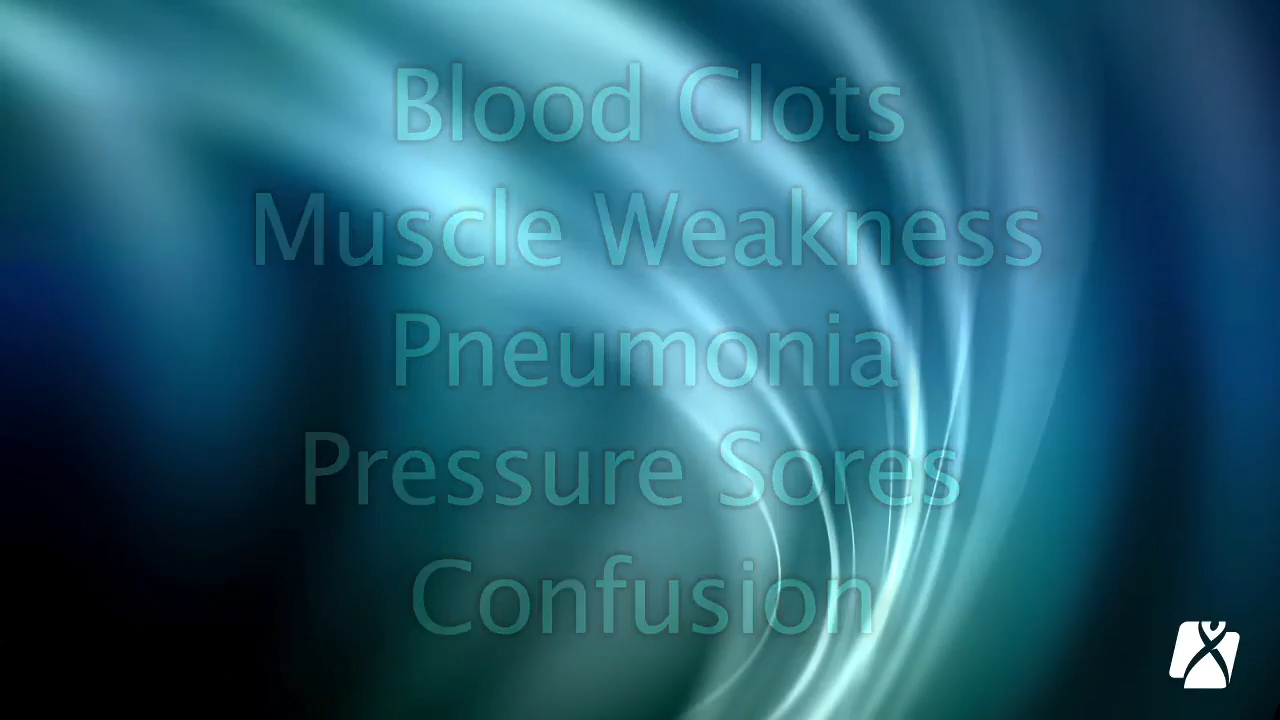 Blood Clots
Muscle Weakness
Pneumonia
Pressure Sores
Confusion